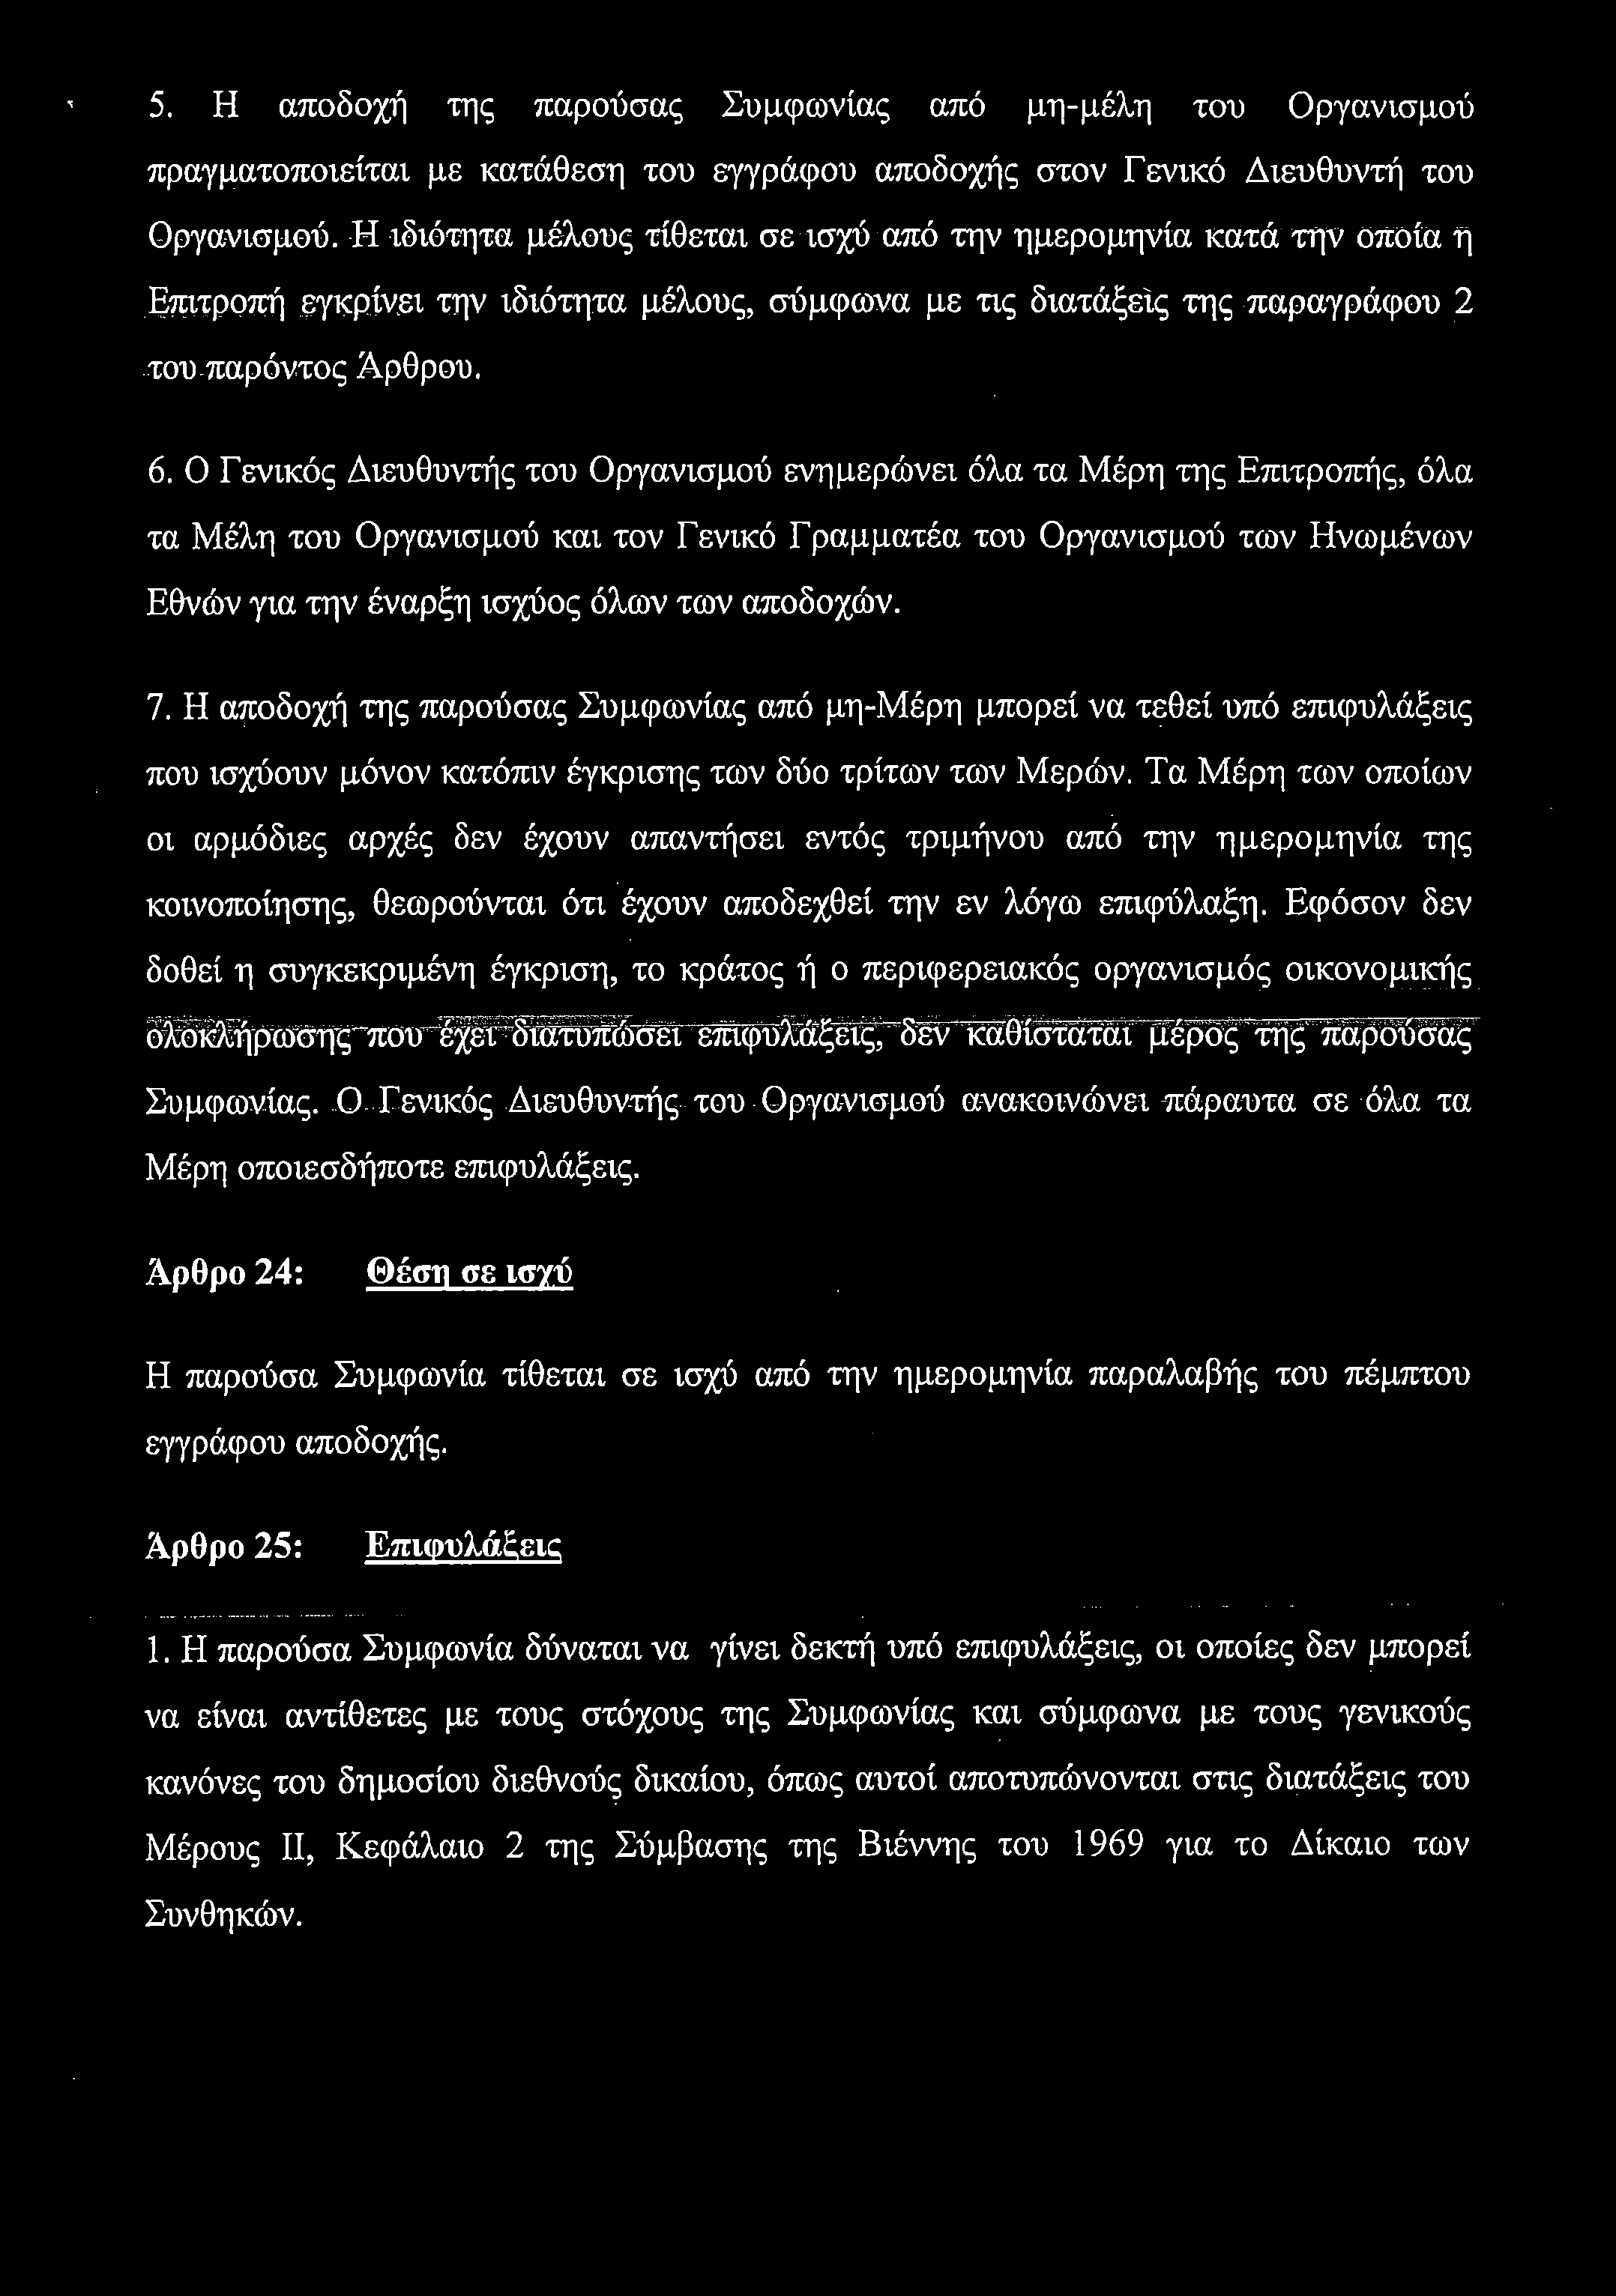 5. Η αποδοχή της παρούσας Συμφωνίας από μη-μέλη του Οργανισμού
πραγματοποιείται με κατάθεση του εγγράφου αποδοχής στον Γενικό Διευθυντή του
Οργανισμού. Η ιδιότητα μέλους τίθεται σε ισχύ από την ημερομηνία κατά την οποία η
Επιτροπή εγκρίνει την ιδιότητα μέλους, σύμφωνα με τις διατάξεις της παραγράφου 2
του παρόντος Άρθρου.
6. Ο Γενικός Διευθυντής του Οργανισμού ενημερώνει όλα τα Μέρη της Επιτροπής, όλα
τα Μέλη του Οργανισμού και τον Γενικό Γραμματέα του Οργανισμού των Ηνωμένων
Εθνών για την έναρξη ισχύος όλων των αποδοχών.
7. Η αποδοχή της παρούσας Συμφωνίας από μη-Μέρη μπορεί να τεθεί υπό επιφυλάξεις
που ισχύουν μόνον κατόπιν έγκρισης των δύο τρίτων των Μερών. Τα Μέρη των οποίων
οι αρμόδιες αρχές δεν έχουν απαντήσει εντός τριμήνου από την ημερομηνία της
κοινοποίησης, θεωρούνται ότι έχουν αποδεχθεί την εν λόγω επιφύλαξη. Εφόσον δεν
δοθεί η συγκεκριμένη έγκριση, το κράτος ή ο περιφερειακός οργανισμός οικονομικής
ολοκλήρωσης που έχει διατυπώσει επιφυλάξεις, δεν καθίσταται μέρος της παρούσας
Συμφωνίας. Ο Γενικός Διευθυντής του Οργανισμού ανακοινώνει πάραυτα σε όλα τα
Μέρη οποιεσδήποτε επιφυλάξεις.
Άρθρο 24: Θέση σε ισχύ
Η παρούσα Συμφωνία τίθεται σε ισχύ από την ημερομηνία παραλαβής του πέμπτου
εγγράφου αποδοχής.
Άρθρο 25: Επιφυλάξεις
1. Η παρούσα Συμφωνία δύναται να γίνει δεκτή υπό επιφυλάξεις, οι οποίες δεν μπορεί
να είναι αντίθετες με τους στόχους της Συμφωνίας και σύμφωνα με τους γενικούς
κανόνες του δημοσίου διεθνούς δικαίου, όπως αυτοί αποτυπώνονται στις διατάξεις του
Μέρους ΙΙ, Κεφάλαιο 2 της Σύμβασης της Βιέννης του 1969 για το Δίκαιο των
Συνθηκών.